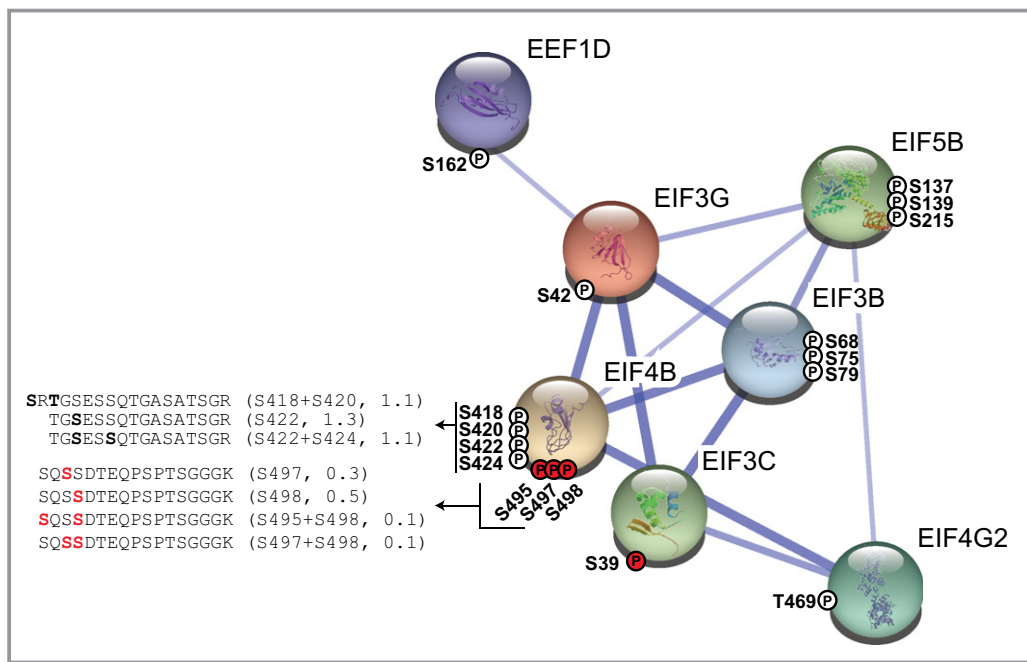 EEF1D
S162 P
EIF5B
P S137
P S139
P S215
EIF3G
S42 P
EIF3B
P S68
P S75
P S79
EIF4B
S418 P
S420 P
S422 P
S424 P
P P P
S495
S497
S498
SRTGSESSQTGASATSGR (S418+S420, 1.1)
TGSESSQTGASATSGR (S422, 1.3)
TGSESSQTGASATSGR (S422+S424, 1.1)
SQSSDTEQPSPTSGGGK (S497, 0.3)
SQSSDTEQPSPTSGGGK (S498, 0.5)
SQSSDTEQPSPTSGGGK (S495+S498, 0.1)
SQSSDTEQPSPTSGGGK (S497+S498, 0.1)
EIF3C
S39 P
EIF4G2
T469 P